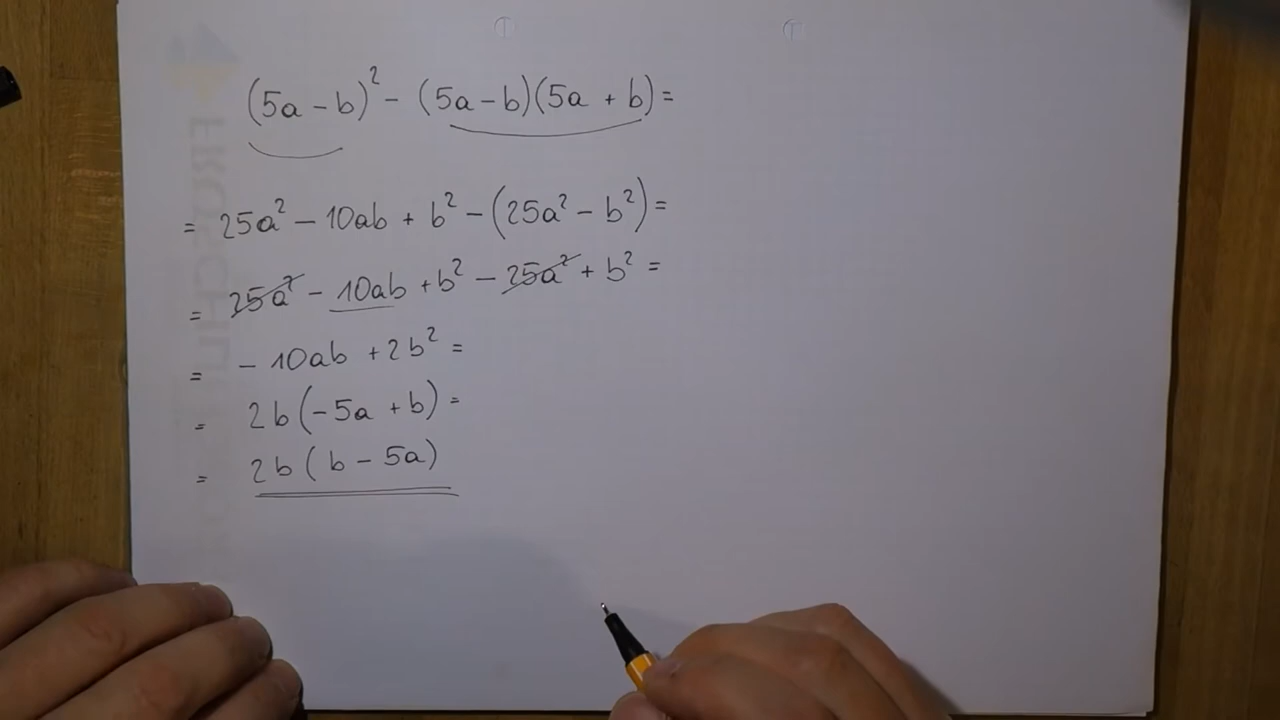 (5a - b)² - (5a - b)(5a + b) =
= 25a² - 10ab + b² - (25a² - b²) =
= 25a² - 10ab + b² - 25a² + b² =
= - 10ab + 2b² =
= 2b(-5a + b) =
= 2b(b - 5a)